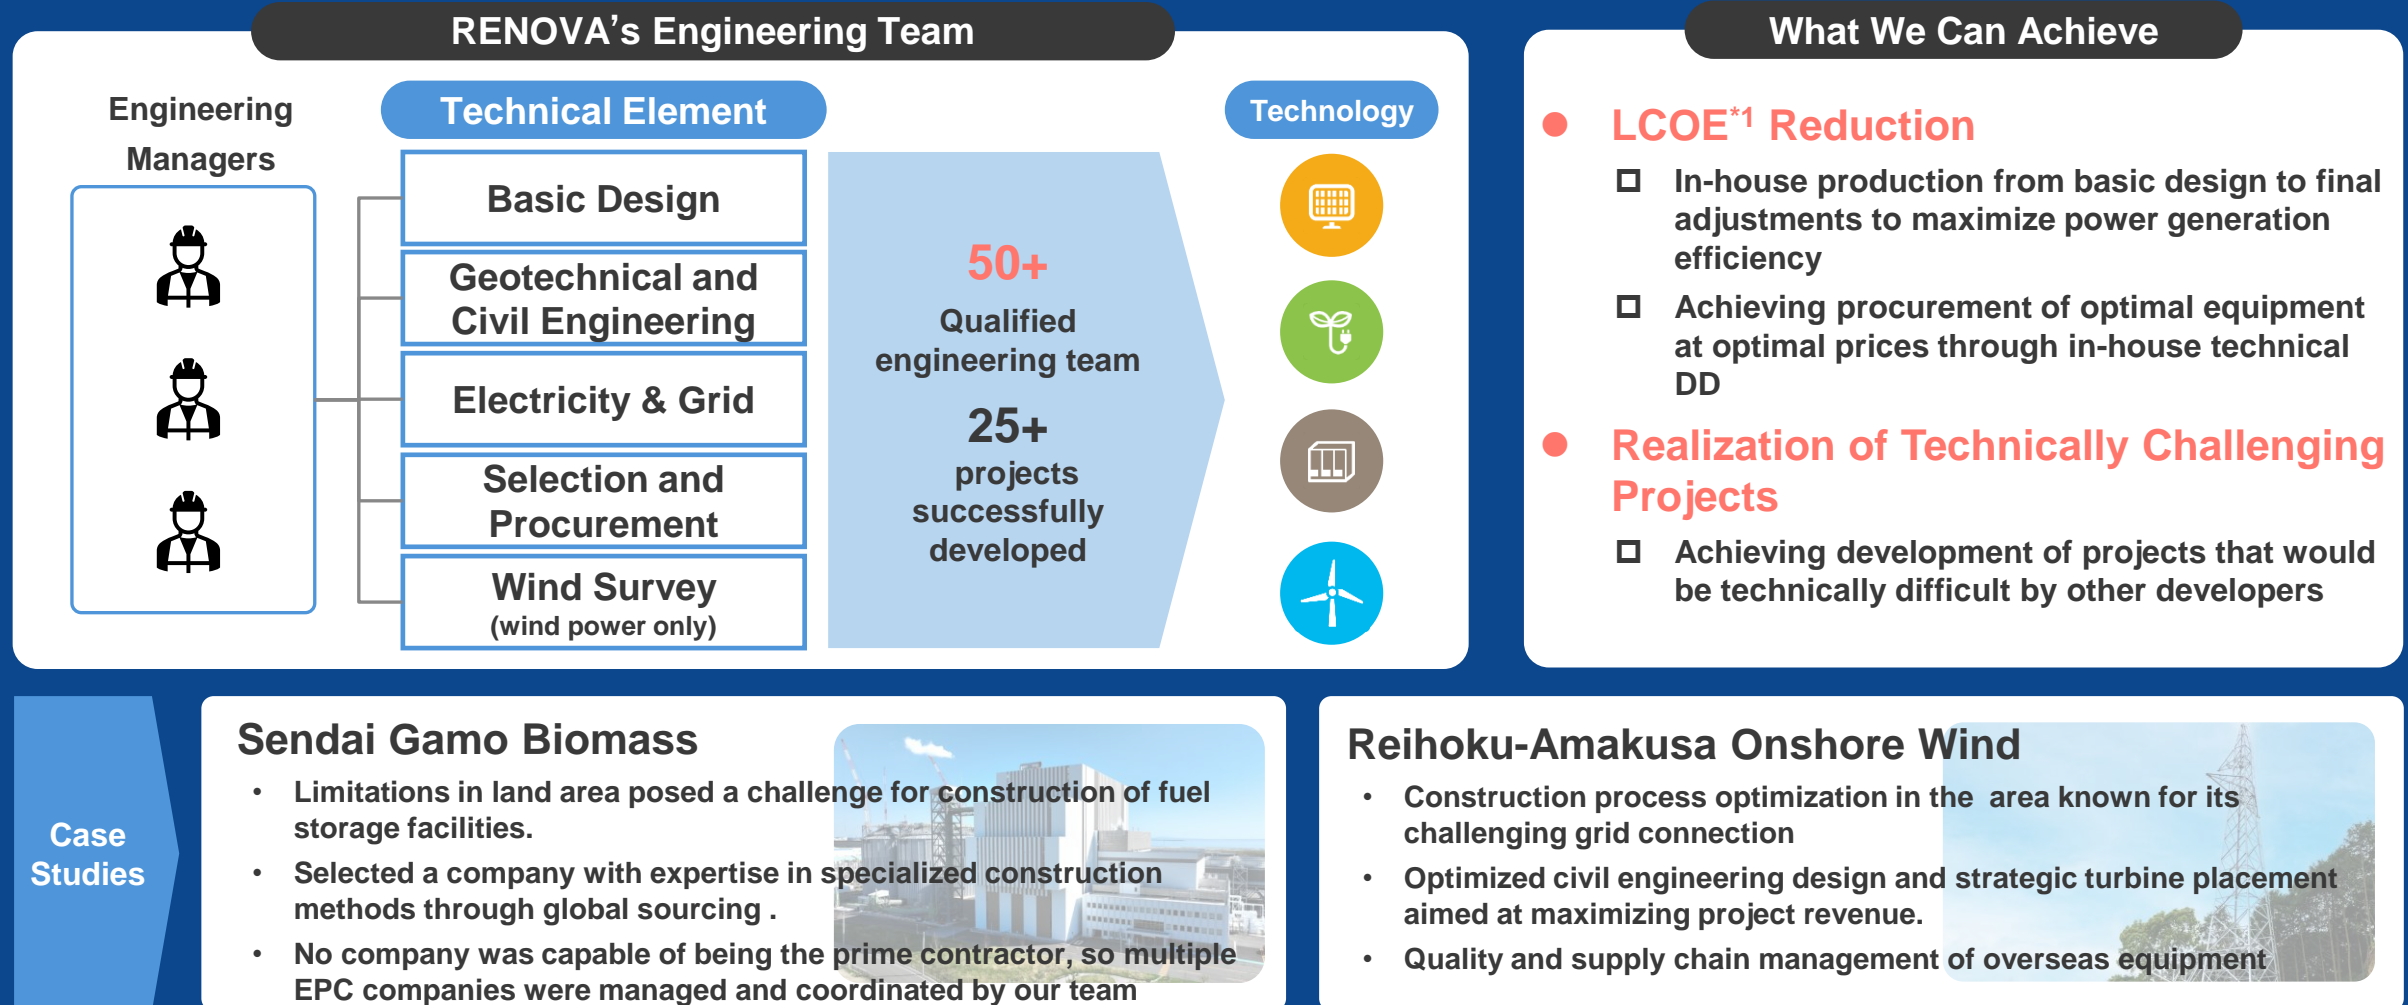 RENOVA’s Engineering Team
Engineering
Managers
Technical Element
Basic Design
Geotechnical and
Civil Engineering
Electricity & Grid
Selection and
Procurement
Wind Survey
(wind power only)
50+
Qualified
engineering team
25+
projects
successfully
developed
Technology
What We Can Achieve
● LCOE*1 Reduction
In-house production from basic design to final
adjustments to maximize power generation
efficiency
Achieving procurement of optimal equipment
at optimal prices through in-house technical
DD
● Realization of Technically Challenging
Projects
Achieving development of projects that would
be technically difficult by other developers
Case
Studies
Sendai Gamo Biomass
• Limitations in land area posed a challenge for construction of fuel
storage facilities.
• Selected a company with expertise in specialized construction
methods through global sourcing .
• No company was capable of being the prime contractor, so multiple
EPC companies were managed and coordinated by our team
Reihoku-Amakusa Onshore Wind
• Construction process optimization in the area known for its
challenging grid connection
• Optimized civil engineering design and strategic turbine placement
aimed at maximizing project revenue.
• Quality and supply chain management of overseas equipment